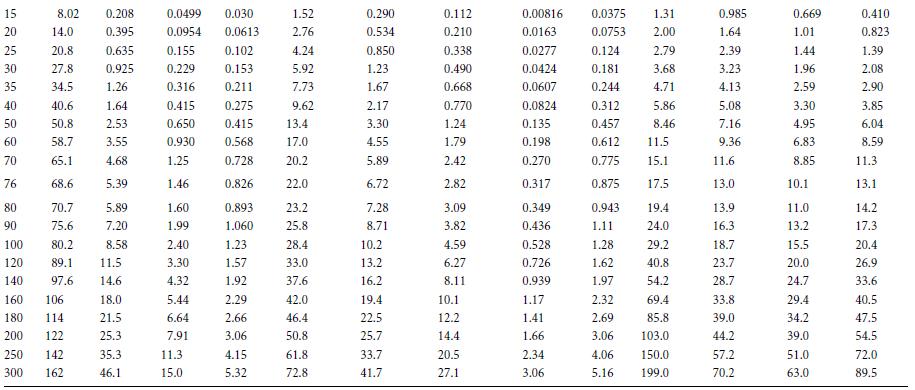 15 8.02 0.208 0.0499 0.030 1.52 0.290 0.112 0.00816 0.0375 1.31 0.985 0.669 0.410
20 14.0 0.395 0.0954 0.0613 2.76 0.534 0.210 0.0163 0.0753 2.00 1.64 1.01 0.823
25 20.8 0.635 0.155 0.102 4.24 0.850 0.338 0.0277 0.124 2.79 2.39 1.44 1.39
30 27.8 0.925 0.229 0.153 5.92 1.23 0.490 0.0424 0.181 3.68 3.23 1.96 2.08
35 34.5 1.26 0.316 0.211 7.73 1.67 0.668 0.0607 0.244 4.71 4.13 2.59 2.90
40 40.6 1.64 0.415 0.275 9.62 2.17 0.770 0.0824 0.312 5.86 5.08 3.30 3.85
50 50.8 2.53 0.650 0.415 13.4 3.30 1.24 0.135 0.457 8.46 7.16 4.95 6.04
60 58.7 3.55 0.930 0.568 17.0 4.55 1.79 0.198 0.612 11.5 9.36 6.83 8.59
70 65.1 4.68 1.25 0.728 20.2 5.89 2.42 0.270 0.775 15.1 11.6 8.85 11.3
76 68.6 5.39 1.46 0.826 22.0 6.72 2.82 0.317 0.875 17.5 13.0 10.1 13.1
80 70.7 5.89 1.60 0.893 23.2 7.28 3.09 0.349 0.943 19.4 13.9 11.0 14.2
90 75.6 7.20 1.99 1.060 25.8 8.71 3.82 0.436 1.11 24.0 16.3 13.2 17.3
100 80.2 8.58 2.40 1.23 28.4 10.2 4.59 0.528 1.28 29.2 18.7 15.5 20.4
120 89.1 11.5 3.30 1.57 33.0 13.2 6.27 0.726 1.62 40.8 23.7 20.0 26.9
140 97.6 14.6 4.32 1.92 37.6 16.2 8.11 0.939 1.97 54.2 28.7 24.7 33.6
160 106 18.0 5.44 2.29 42.0 19.4 10.1 1.17 2.32 69.4 33.8 29.4 40.5
180 114 21.5 6.64 2.66 46.4 22.5 12.2 1.41 2.69 85.8 39.0 34.2 47.5
200 122 25.3 7.91 3.06 50.8 25.7 14.4 1.66 3.06 103.0 44.2 39.0 54.5
250 142 35.3 11.3 4.15 61.8 33.7 20.5 2.34 4.06 150.0 57.2 51.0 72.0
300 162 46.1 15.0 5.32 72.8 41.7 27.1 3.06 5.16 199.0 70.2 63.0 89.5